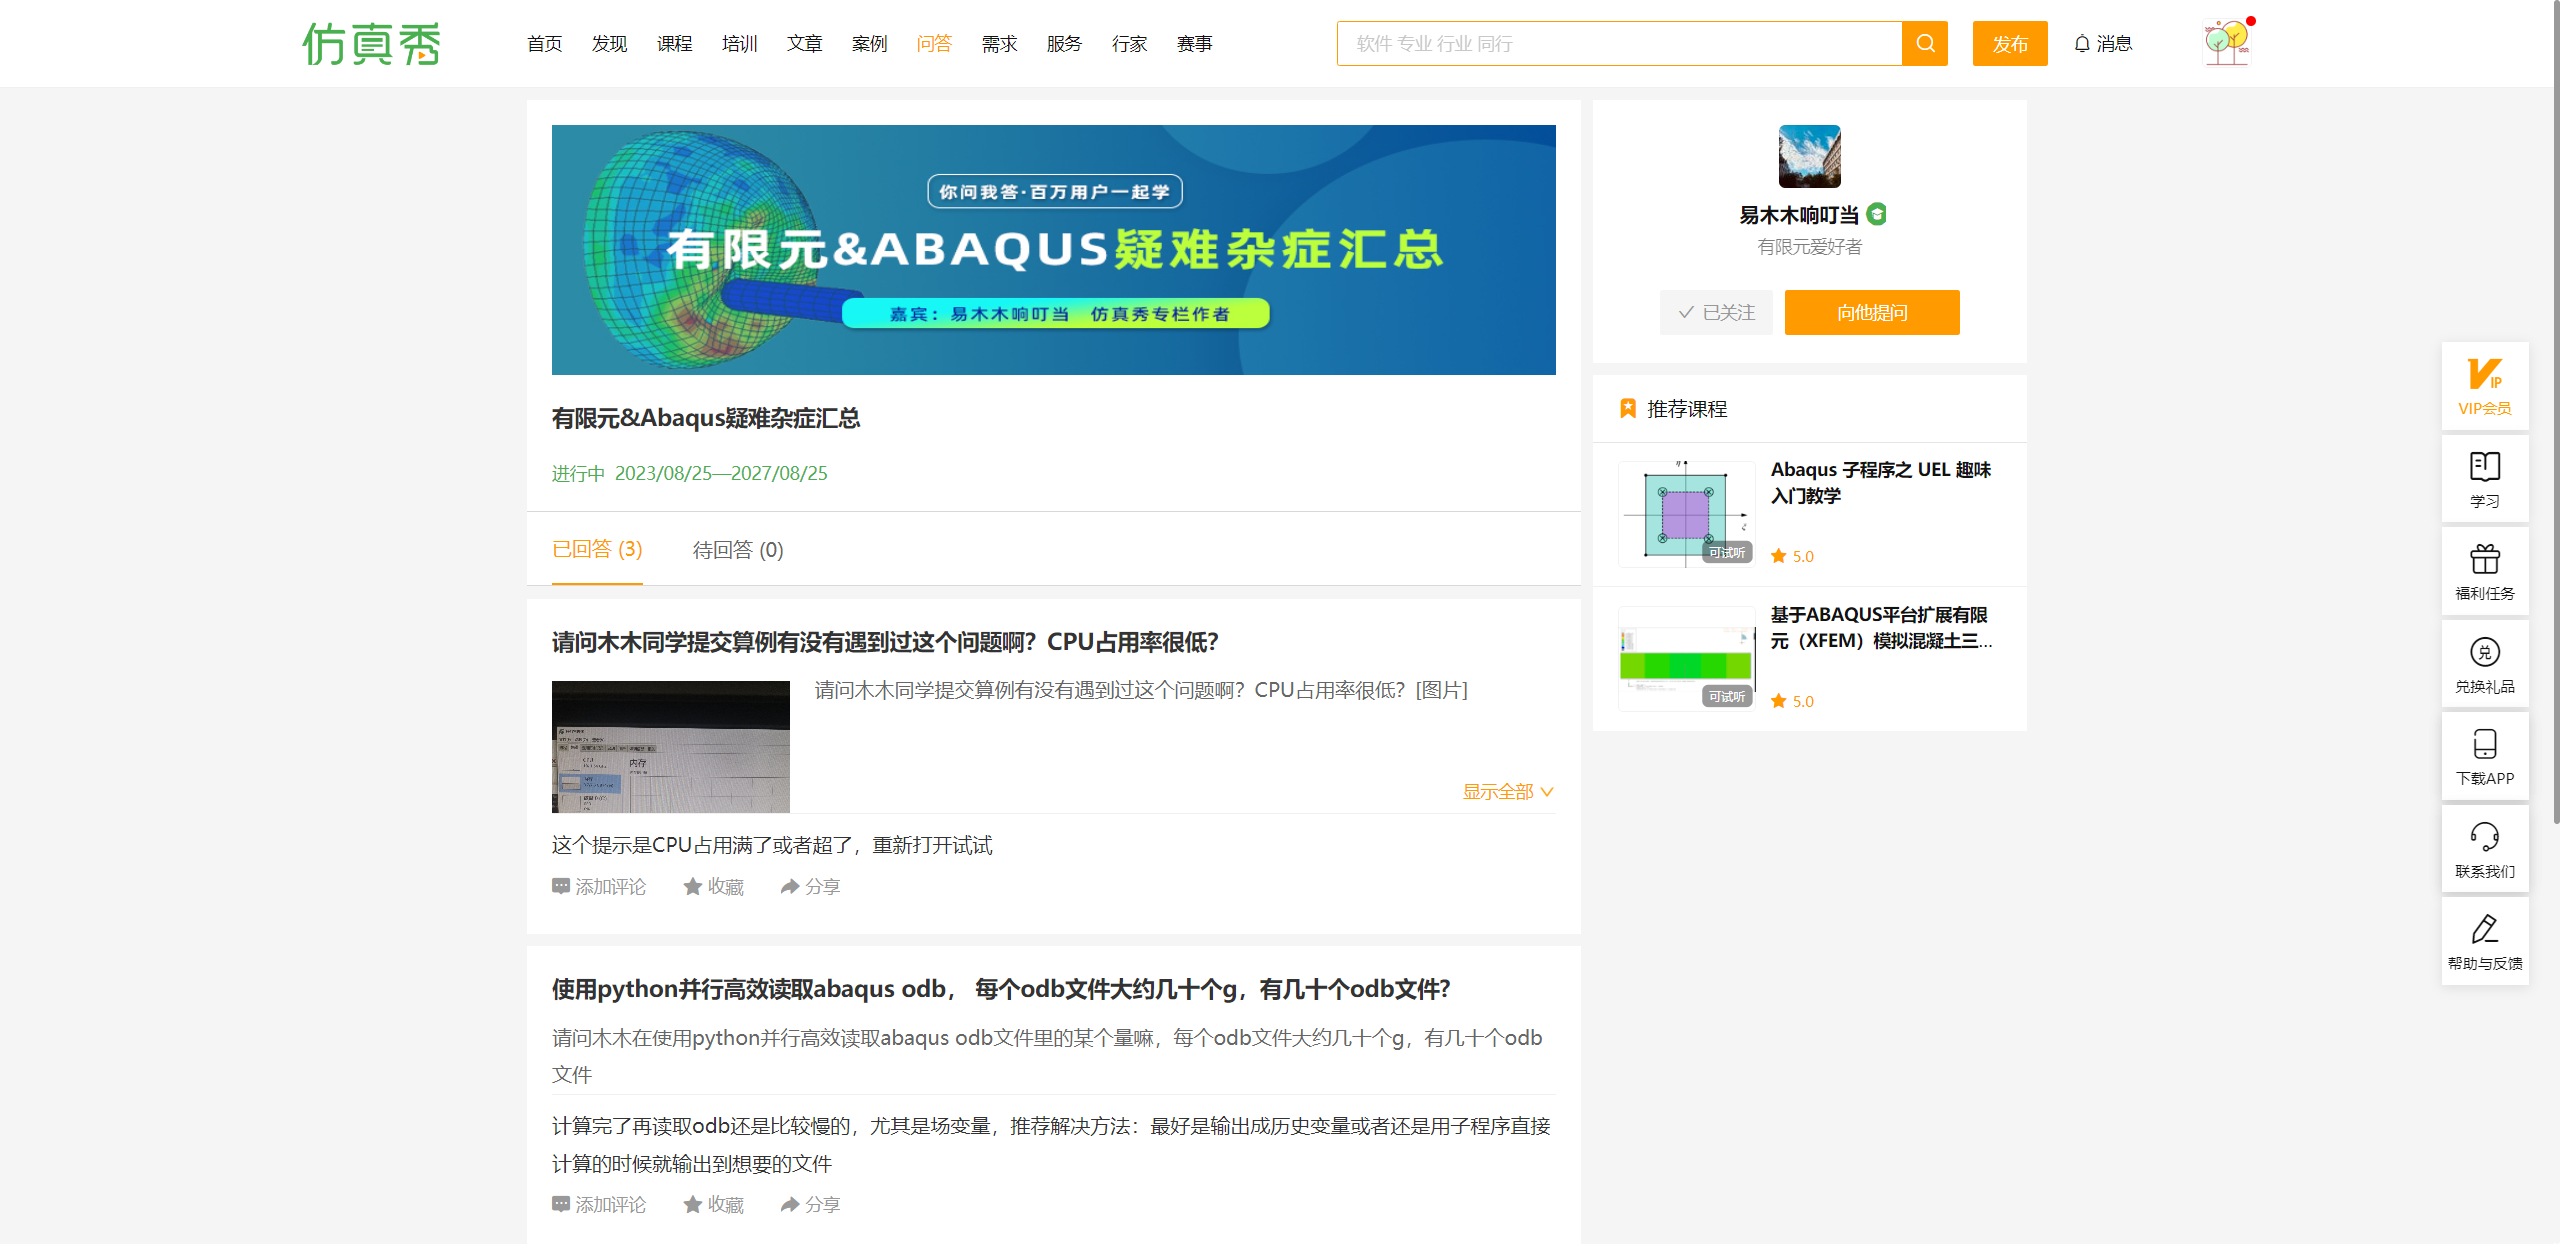 仿真秀
首页 发现 课程 培训 文章 案例 问答 需求 服务 行家 赛事
软件 专业 行业 同行
发布
消息
你问我答·百万用户一起学
有限元&ABAQUS疑难杂症汇总
嘉宾：易木木响叮当 仿真秀专栏作者
有限元&Abaqus疑难杂症汇总
进行中 2023/08/25—2027/08/25
已回答 (3) 待回答 (0)
请问木木同学提交算例有没有遇到过这个问题啊？CPU占用率很低？
请问木木同学提交算例有没有遇到过这个问题啊？CPU占用率很低？[图片]
内存
显示全部
这个提示是CPU占用满了或者超了，重新打开试试
添加评论 收藏 分享
使用python并行高效读取abaqus odb， 每个odb文件大约几十个g，有几十个odb文件?
请问木木在使用python并行高效读取abaqus odb文件里的某个量嘛，每个odb文件大约几十个g，有几十个odb
文件
计算完了再读取odb还是比较慢的，尤其是场变量，推荐解决方法：最好是输出成历史变量或者还是用子程序直接
计算的时候就输出到想要的文件
添加评论 收藏 分享
易木木响叮当
有限元爱好者
已关注
向他提问
推荐课程
Abaqus 子程序之 UEL 趣味
入门教学
可试听
5.0
基于ABAQUS平台扩展有限
元（XFEM）模拟混凝土三...
可试听
5.0
VIP
VIP会员
学习
福利任务
兑
兑换礼品
下载APP
联系我们
帮助与反馈